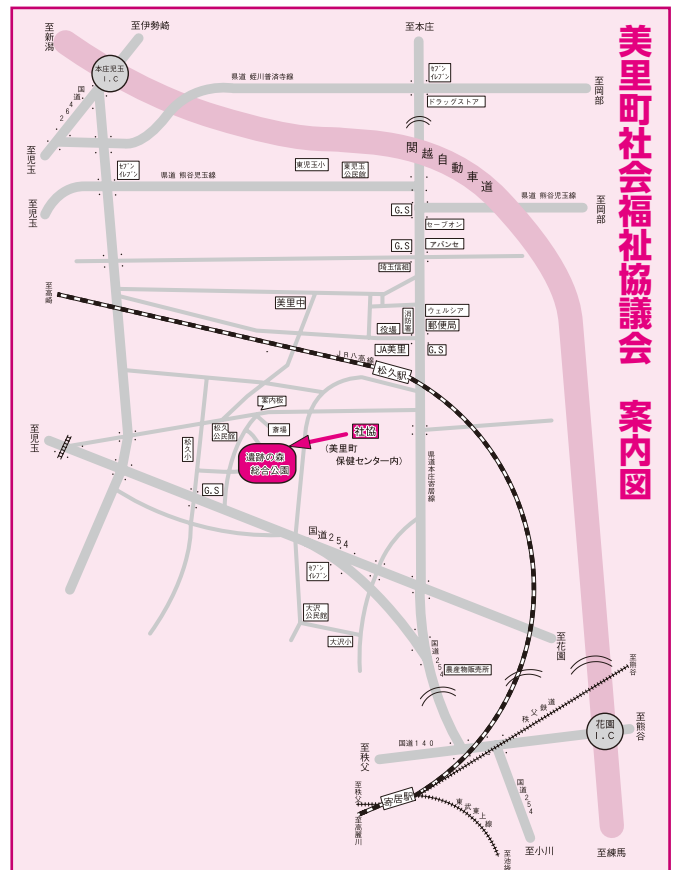 美里町社会福祉協議会 案内図
至新潟
至伊勢崎
至本庄
本庄児玉
I.C
国道462
県道 蛭川普済寺線
セブン
イレブン
ドラッグストア
至岡部
至児玉
関越自動車道
セブン
イレブン
県道 熊谷児玉線
東児玉小
東児玉
公民館
県道 熊谷児玉線
至児玉
G.S
至岡部
セーブオン
G.S
アバンセ
埼玉信組
至高崎
美里中
消防署
ウェルシア
役場
郵便局
JA美里
G.S
JR八高線
松久駅
案内板
至児玉
松久小
松久
公民館
斎場
社協
(美里町
保健センター内)
遺跡の森
総合公園
県道本庄寄居線
G.S
国道254
セブン
イレブン
大沢
公民館
大沢小
至花園
国道254
農産物販売所
至熊谷
秩父鉄道
花園
I.C
至熊谷
至秩父
国道140
至秩父
寄居駅
国道254
東武東上線
至高麗川
至池袋
至小川
至練馬